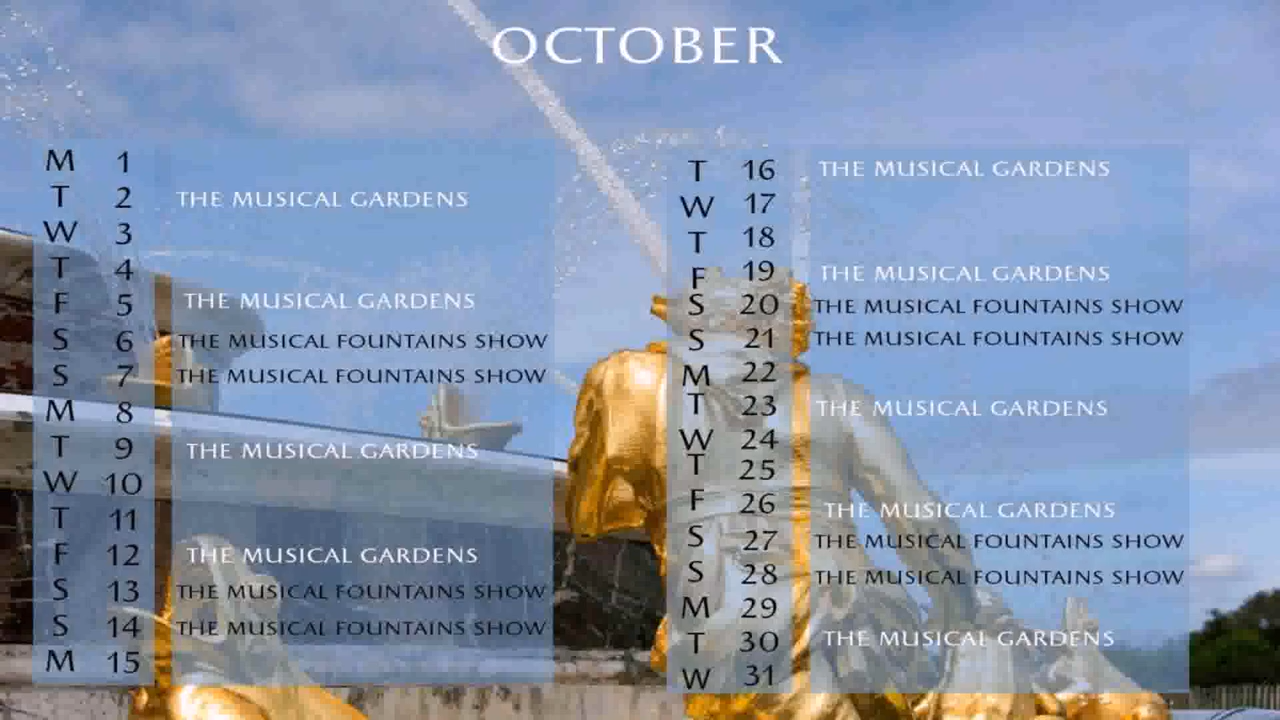 OCTOBER
M 1
T 2 THE MUSICAL GARDENS
W 3
T 4
F 5 THE MUSICAL GARDENS
S 6 THE MUSICAL FOUNTAINS SHOW
S 7 THE MUSICAL FOUNTAINS SHOW
M 8
T 9 THE MUSICAL GARDENS
W 10
T 11
F 12 THE MUSICAL GARDENS
S 13 THE MUSICAL FOUNTAINS SHOW
S 14 THE MUSICAL FOUNTAINS SHOW
M 15
T 16 THE MUSICAL GARDENS
W 17
T 18
F 19 THE MUSICAL GARDENS
S 20 THE MUSICAL FOUNTAINS SHOW
S 21 THE MUSICAL FOUNTAINS SHOW
M 22
T 23 THE MUSICAL GARDENS
W 24
T 25
F 26 THE MUSICAL GARDENS
S 27 THE MUSICAL FOUNTAINS SHOW
S 28 THE MUSICAL FOUNTAINS SHOW
M 29
T 30 THE MUSICAL GARDENS
W 31